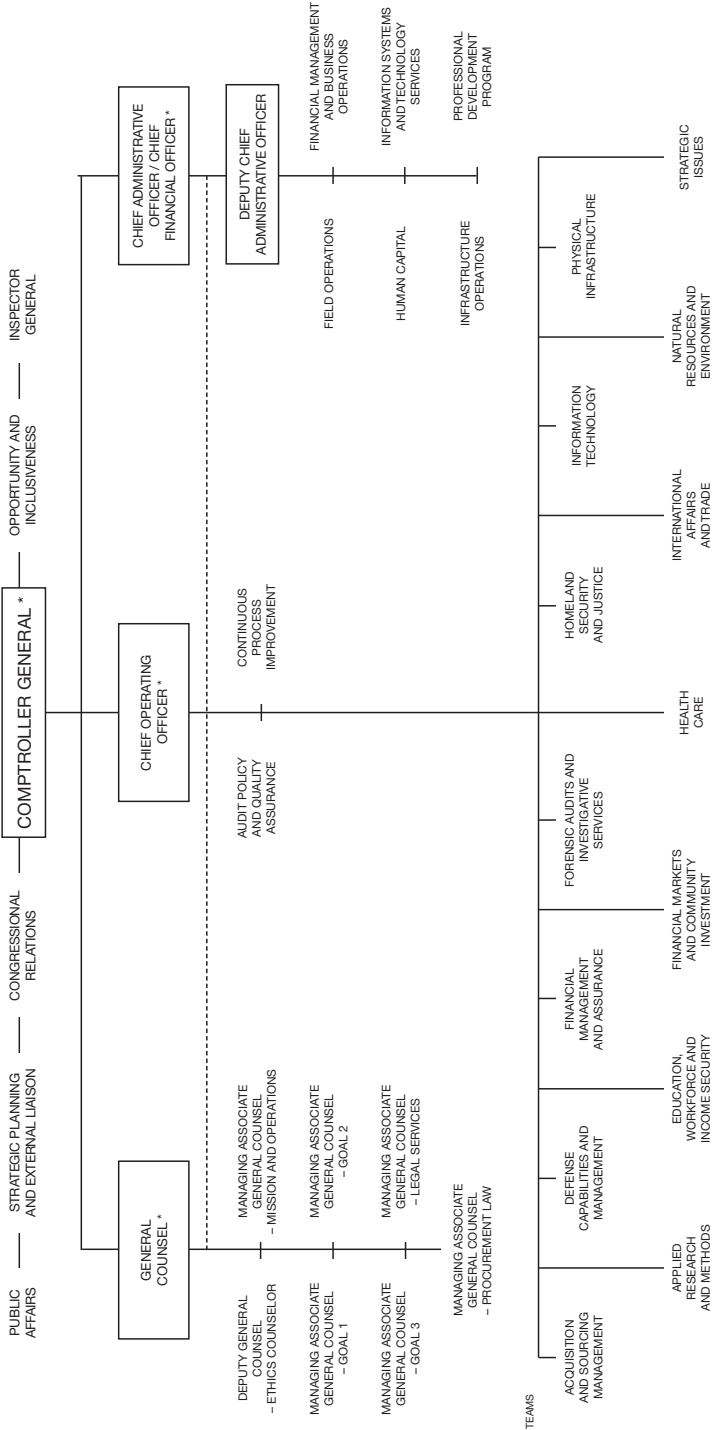 PUBLIC
AFFAIRS
STRATEGIC PLANNING
AND EXTERNAL LIAISON
CONGRESSIONAL
RELATIONS
COMPTROLLER GENERAL *
OPPORTUNITY AND
INCLUSIVENESS
INSPECTOR
GENERAL
GENERAL
COUNSEL *
CHIEF OPERATING
OFFICER *
CHIEF ADMINISTRATIVE
OFFICER / CHIEF
FINANCIAL OFFICER *
DEPUTY GENERAL
COUNSEL
– ETHICS COUNSELOR
MANAGING ASSOCIATE
GENERAL COUNSEL
– MISSION AND OPERATIONS
MANAGING ASSOCIATE
GENERAL COUNSEL
– GOAL 1
MANAGING ASSOCIATE
GENERAL COUNSEL
– GOAL 2
MANAGING ASSOCIATE
GENERAL COUNSEL
– GOAL 3
MANAGING ASSOCIATE
GENERAL COUNSEL
– LEGAL SERVICES
MANAGING ASSOCIATE
GENERAL COUNSEL
– PROCUREMENT LAW
AUDIT POLICY
AND QUALITY
ASSURANCE
CONTINUOUS
PROCESS
IMPROVEMENT
DEPUTY CHIEF
ADMINISTRATIVE OFFICER
FIELD OPERATIONS
FINANCIAL MANAGEMENT
AND BUSINESS
OPERATIONS
HUMAN CAPITAL
INFORMATION SYSTEMS
AND TECHNOLOGY
SERVICES
INFRASTRUCTURE
OPERATIONS
PROFESSIONAL
DEVELOPMENT
PROGRAM
TEAMS
ACQUISITION
AND SOURCING
MANAGEMENT
DEFENSE
CAPABILITIES AND
MANAGEMENT
FINANCIAL
MANAGEMENT
AND ASSURANCE
FORENSIC AUDITS AND
INVESTIGATIVE
SERVICES
HOMELAND
SECURITY
AND JUSTICE
INFORMATION
TECHNOLOGY
PHYSICAL
INFRASTRUCTURE
APPLIED
RESEARCH
AND METHODS
EDUCATION,
WORKFORCE AND
INCOME SECURITY
FINANCIAL MARKETS
AND COMMUNITY
INVESTMENT
HEALTH
CARE
INTERNATIONAL
AFFAIRS
AND TRADE
NATURAL
RESOURCES AND
ENVIRONMENT
STRATEGIC
ISSUES